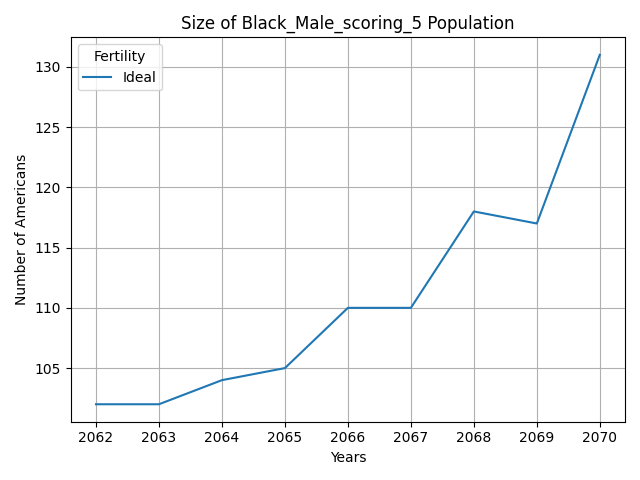 Size of Black_Male_scoring_5 Population
Fertility
Ideal
Number of Americans
130
125
120
115
110
105
2062 2063 2064 2065 2066 2067 2068 2069 2070
Years